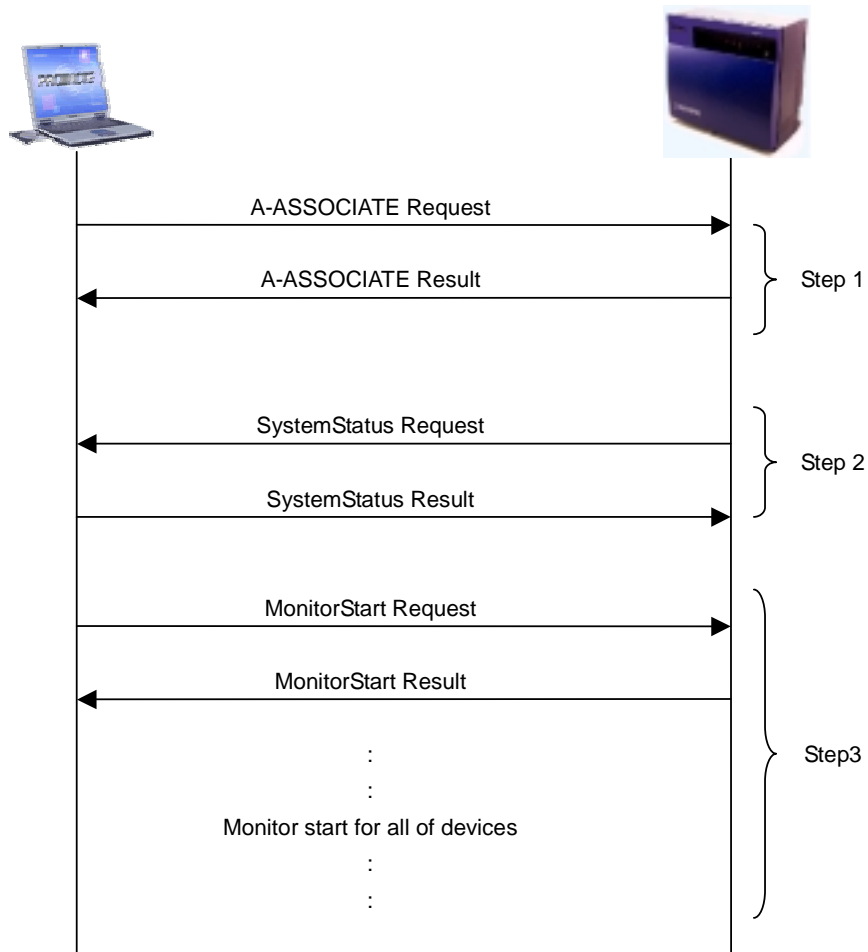 A-ASSOCIATE Request
A-ASSOCIATE Result
Step 1
SystemStatus Request
Step 2
SystemStatus Result
MonitorStart Request
MonitorStart Result
:
Step3
:
Monitor start for all of devices
:
: